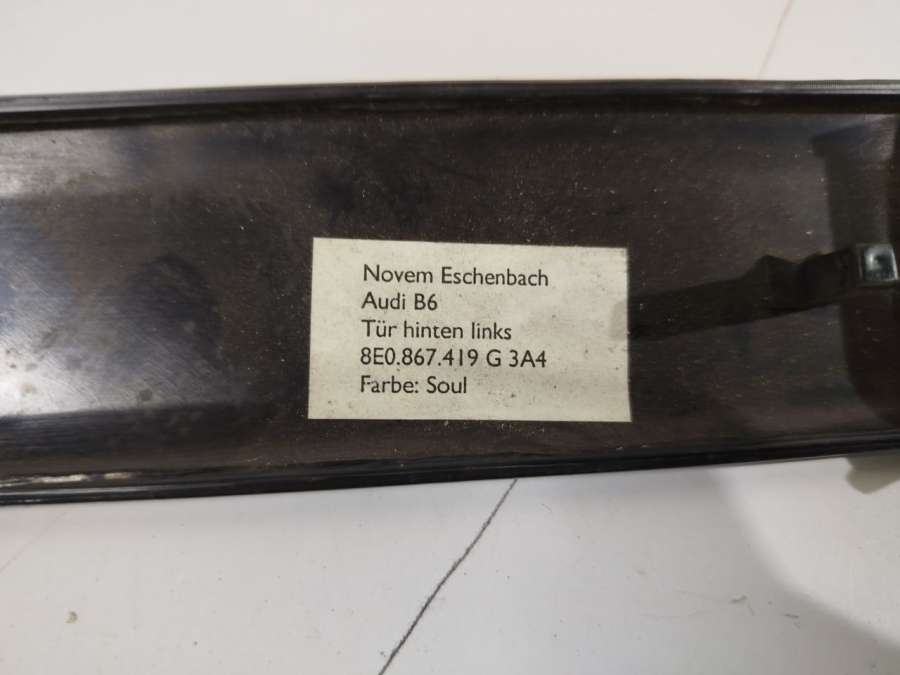 Novem Eschenbach
Audi B6
Tür hinten links
8E0.867.419 G 3A4
Farbe: Soul